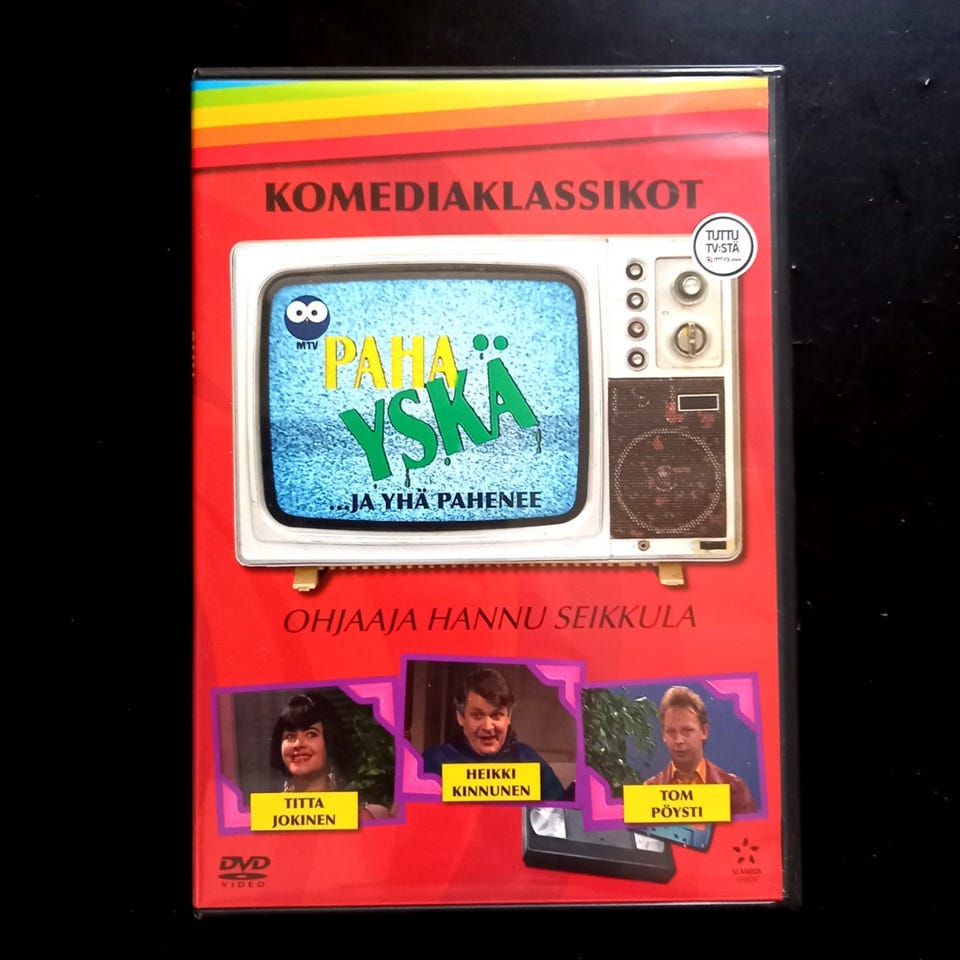 KOMEDIAKLASSIKOT
TUTTU
TV:STÄ
MTV
PAHA
YSKÄ
...JA YHÄ PAHENEE
OHJAAJA HANNU SEIKKULA
TITTA
JOKINEN
HEIKKI
KINNUNEN
TOM
PÖYSTI
DVD
VIDEO
SCANBOX